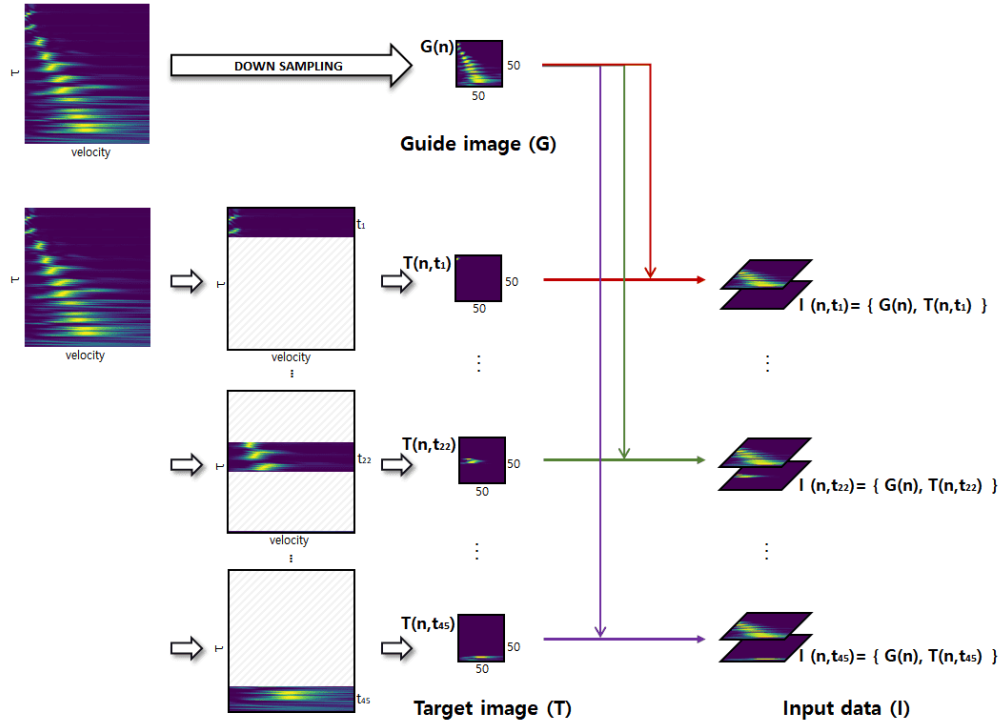 DOWN SAMPLING
G(n)
50
50
τ
velocity
Guide image (G)
τ
velocity
t₁
τ
velocity
T(n,t₁)
50
50
I (n,t₁)= { G(n), T(n,t₁) }
⋮
⋮
⋮
t₂₂
τ
velocity
T(n,t₂₂)
50
50
I (n,t₂₂)= { G(n), T(n,t₂₂) }
⋮
⋮
⋮
t₄₅
τ
T(n,t₄₅)
50
50
I (n,t₄₅)= { G(n), T(n,t₄₅) }
Target image (T)
Input data (I)